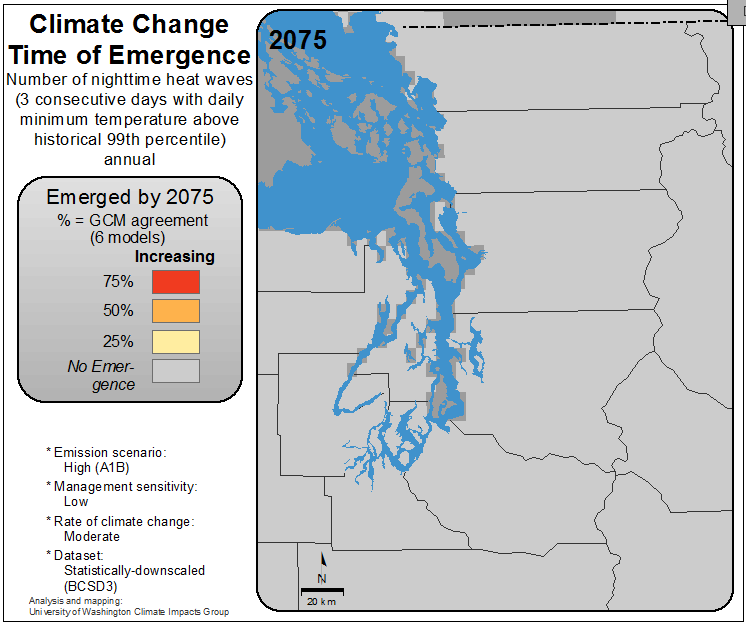 Climate Change
Time of Emergence
Number of nighttime heat waves
(3 consecutive days with daily
minimum temperature above
historical 99th percentile)
annual
Emerged by 2075
% = GCM agreement
(6 models)
Increasing
75%
50%
25%
No Emer-
gence
* Emission scenario:
High (A1B)
* Management sensitivity:
Low
* Rate of climate change:
Moderate
* Dataset:
Statistically-downscaled
(BCSD3)
Analysis and mapping:
University of Washington Climate Impacts Group
2075
N
20 km